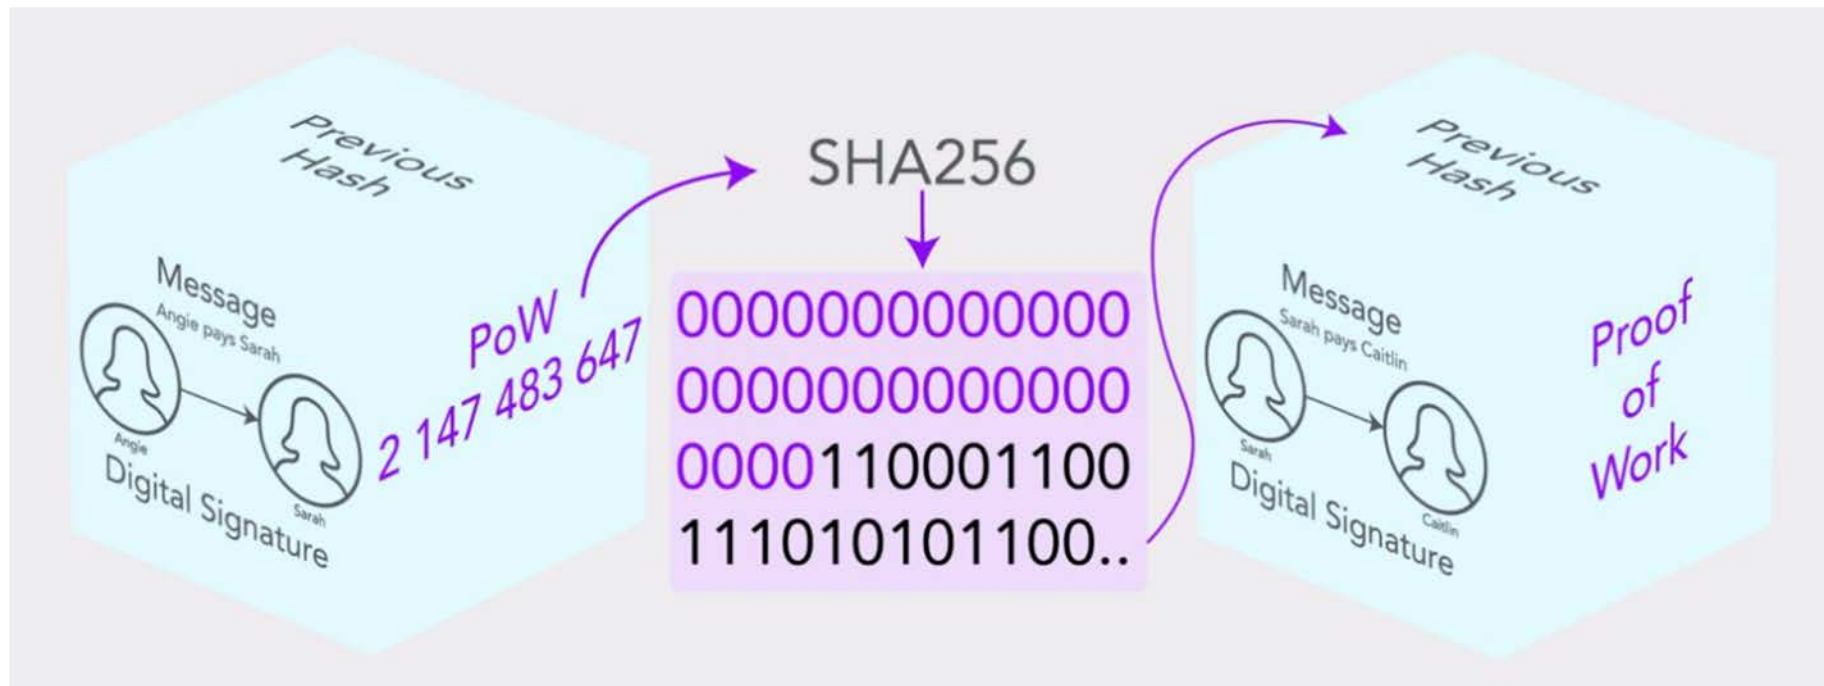 Previous
Hash
Message
Angie pays Sarah
Angie
Sarah
Digital Signature
PoW
2 147 483 647
SHA256
0000000000000
0000000000000
0000110001100
111010101100..
Previous
Hash
Message
Sarah pays Caitlin
Sarah
Caitlin
Digital Signature
Proof
of
Work